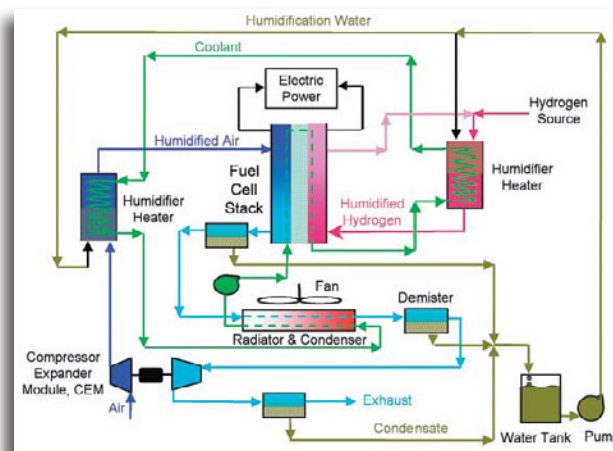 Humidification Water
Coolant
Electric
Power
Hydrogen
Source
Humidified Air
Fuel
Cell
Stack
Humidifier
Heater
Humidified
Hydrogen
Humidifier
Heater
Fan
Demister
Radiator & Condenser
Compressor
Expander
Module, CEM
Air
Exhaust
Condensate
Water Tank
Pum